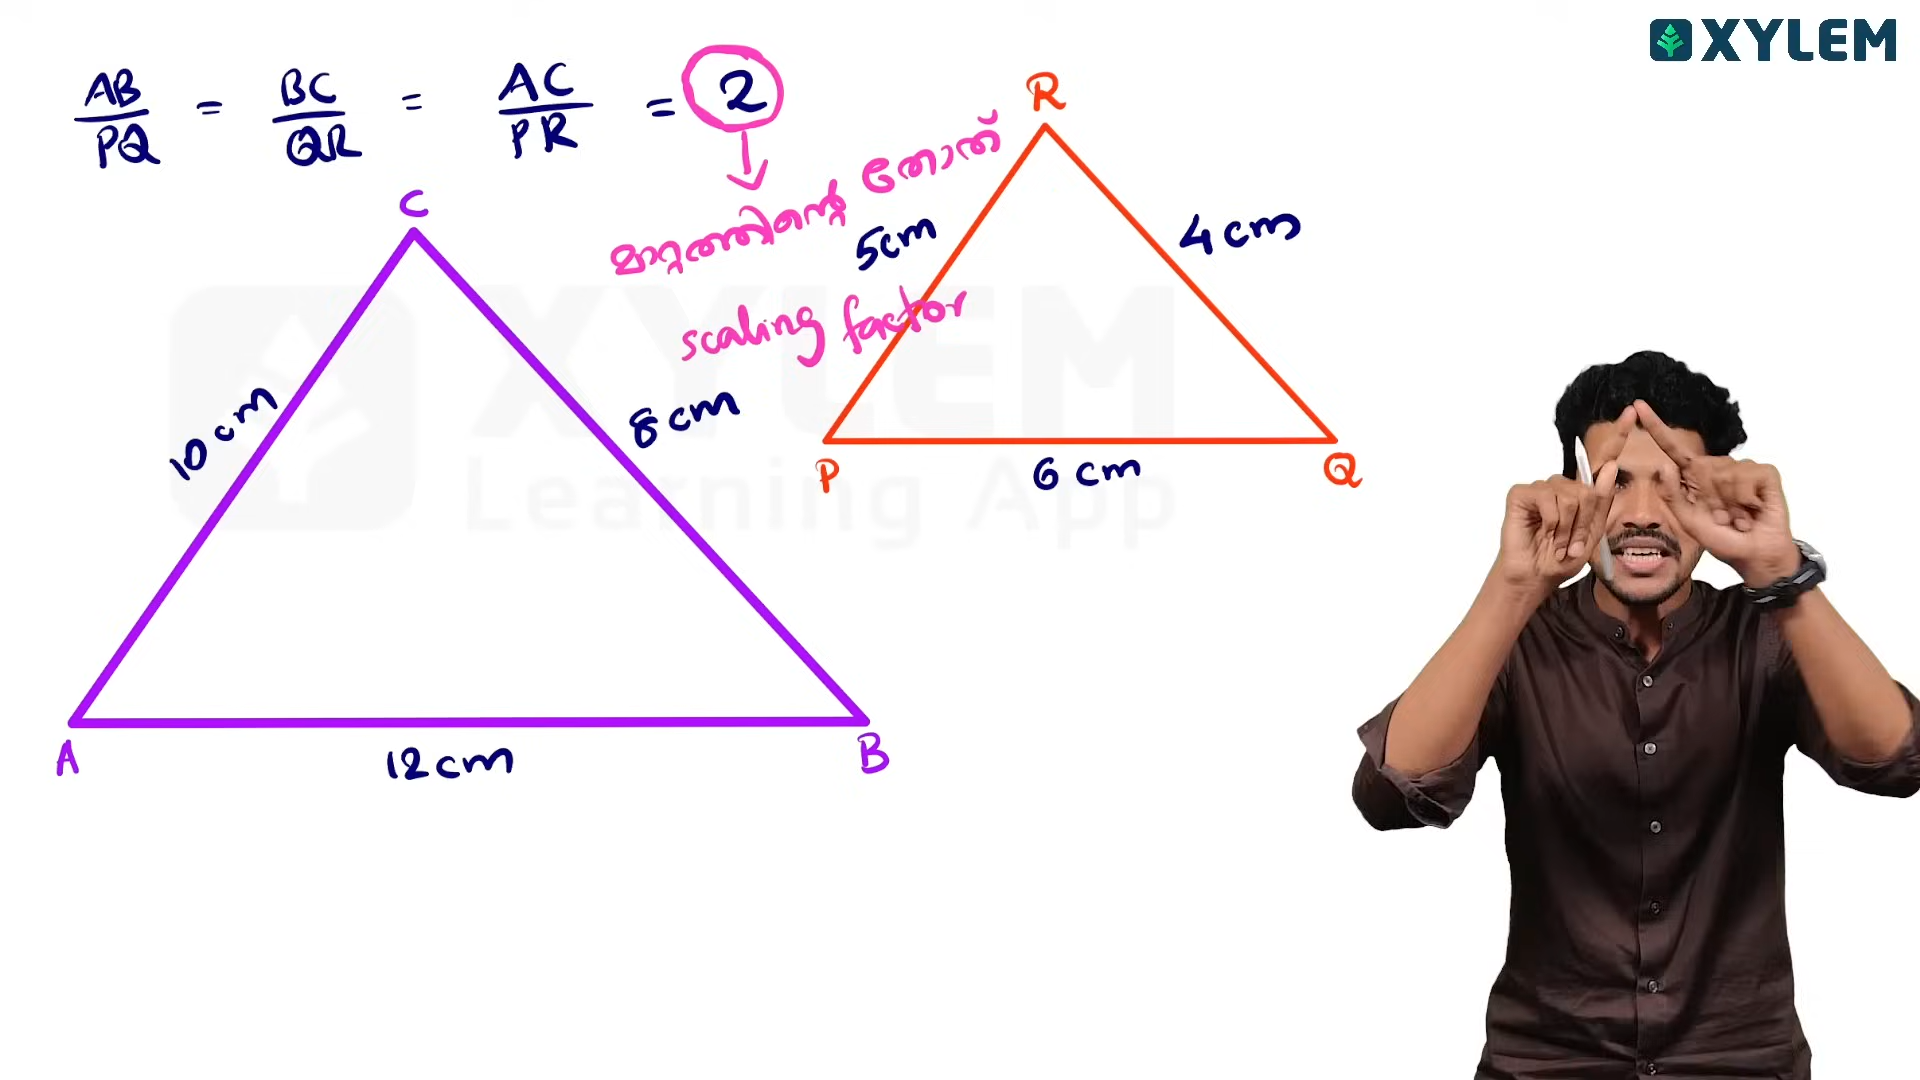 XYLEM
AB/PQ = BC/QR = AC/PR = 2
മാറ്റത്തിന്റെ തോത്
scaling factor
R
5cm
4cm
P
6 cm
Q
C
10 cm
8 cm
A
12cm
B
XYLEM
Learning App